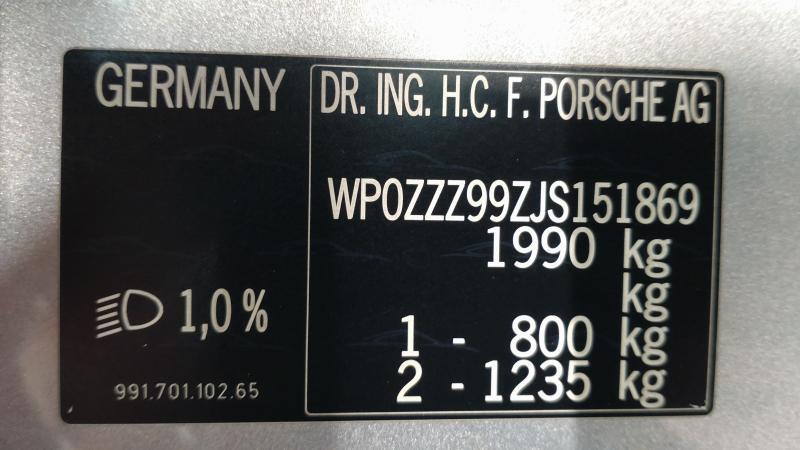 GERMANY
DR. ING. H.C. F. PORSCHE AG
WP0ZZZ99ZJS151869
1990 kg
kg
1 - 800 kg
2 - 1235 kg
1,0 %
991.701.102.65